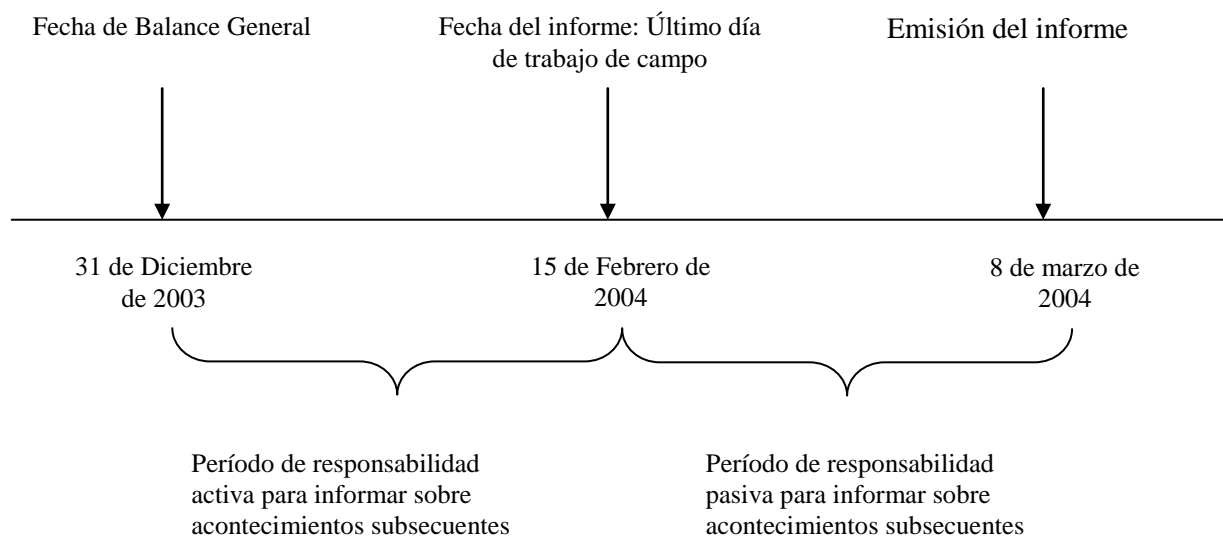 Fecha de Balance General
Fecha del informe: Último día
de trabajo de campo
Emisión del informe
31 de Diciembre
de 2003
15 de Febrero de
2004
8 de marzo de
2004
Período de responsabilidad
activa para informar sobre
acontecimientos subsecuentes
Período de responsabilidad
pasiva para informar sobre
acontecimientos subsecuentes